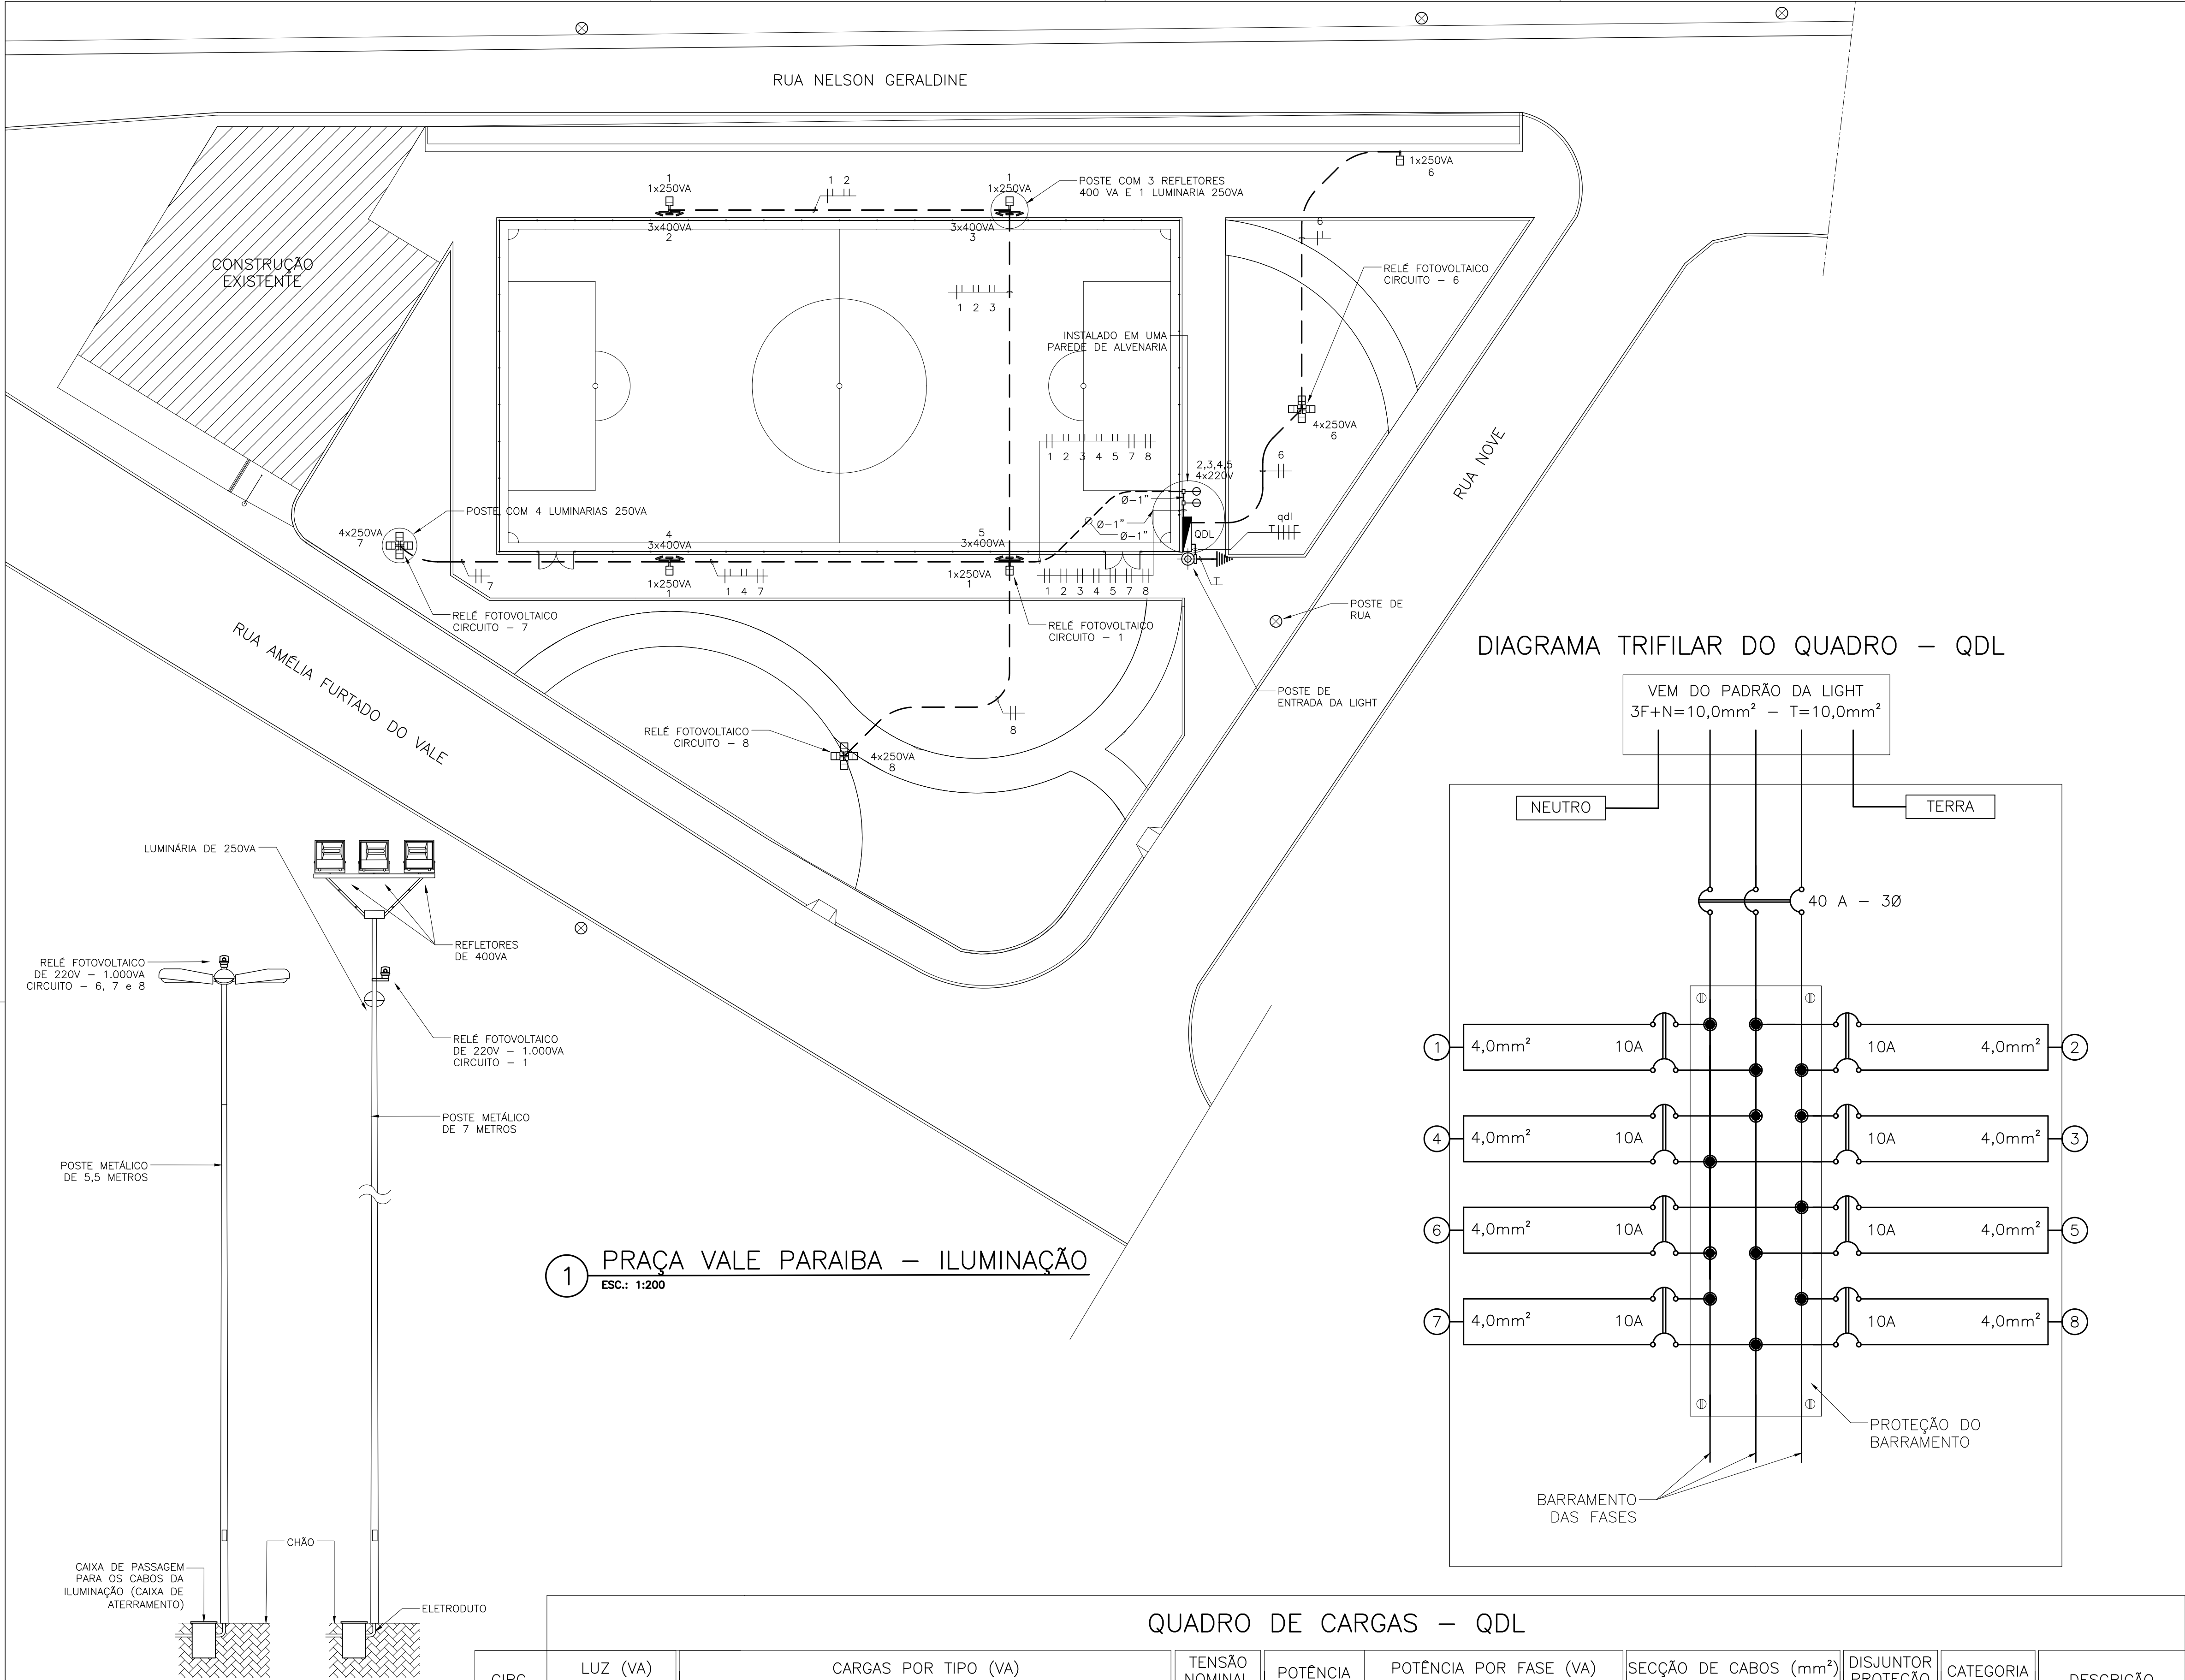 RUA NELSON GERALDINE
1x250VA
6
1
1x250VA
3x400VA
2
1 2
1
1x250VA
3x400VA
3
POSTE COM 3 REFLETORES
400 VA E 1 LUMINARIA 250VA
CONSTRUÇÃO
EXISTENTE
6
RELÉ FOTOVOLTAICO
CIRCUITO – 6
1 2 3
INSTALADO EM UMA
PAREDE DE ALVENARIA
4x250VA
6
1 2 3 4 5 7 8
6
2,3,4,5
4x220V
RUA NOVE
Ø–1"
Ø–1"
Ø–1"
QDL
qdl
T
T
POSTE COM 4 LUMINARIAS 250VA
4x250VA
7
4
3x400VA
1x250VA
1
5
3x400VA
1x250VA
1
7
1 4 7
1 2 3 4 5 7 8
RELÉ FOTOVOLTAICO
CIRCUITO – 7
RELÉ FOTOVOLTAICO
CIRCUITO – 1
POSTE DE
RUA
RUA AMÉLIA FURTADO DO VALE
POSTE DE
ENTRADA DA LIGHT
8
RELÉ FOTOVOLTAICO
CIRCUITO – 8
4x250VA
8
DIAGRAMA TRIFILAR DO QUADRO – QDL
VEM DO PADRÃO DA LIGHT
3F+N=10,0mm² – T=10,0mm²
NEUTRO
TERRA
40 A – 3Ø
1 4,0mm² 10A 10A 4,0mm² 2
4 4,0mm² 10A 10A 4,0mm² 3
6 4,0mm² 10A 10A 4,0mm² 5
7 4,0mm² 10A 10A 4,0mm² 8
PROTEÇÃO DO
BARRAMENTO
BARRAMENTO
DAS FASES
LUMINÁRIA DE 250VA
REFLETORES
DE 400VA
RELÉ FOTOVOLTAICO
DE 220V – 1.000VA
CIRCUITO – 6, 7 e 8
RELÉ FOTOVOLTAICO
DE 220V – 1.000VA
CIRCUITO – 1
POSTE METÁLICO
DE 7 METROS
POSTE METÁLICO
DE 5,5 METROS
CHÃO
CAIXA DE PASSAGEM
PARA OS CABOS DA
ILUMINAÇÃO (CAIXA DE
ATERRAMENTO)
ELETRODUTO
1 PRAÇA VALE PARAIBA – ILUMINAÇÃO
ESC.: 1:200
QUADRO DE CARGAS – QDL
CIRC.
LUZ (VA)
CARGAS POR TIPO (VA)
TENSÃO
NOMINAL
POTÊNCIA
POTÊNCIA POR FASE (VA)
SECÇÃO DE CABOS (mm²)
DISJUNTOR
PROTEÇÃO
CATEGORIA
DESCRIÇÃO